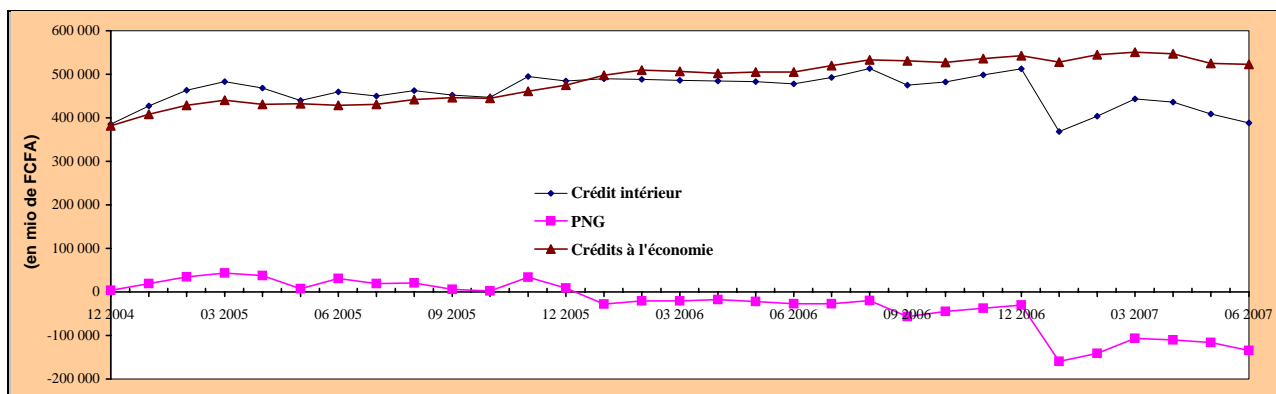 600 000
500 000
400 000
300 000
200 000
100 000
0
-100 000
-200 000
(en mio de FCFA)
Crédit intérieur
PNG
Crédits à l'économie
12 2004 03 2005 06 2005 09 2005 12 2005 03 2006 06 2006 09 2006 12 2006 03 2007 06 2007